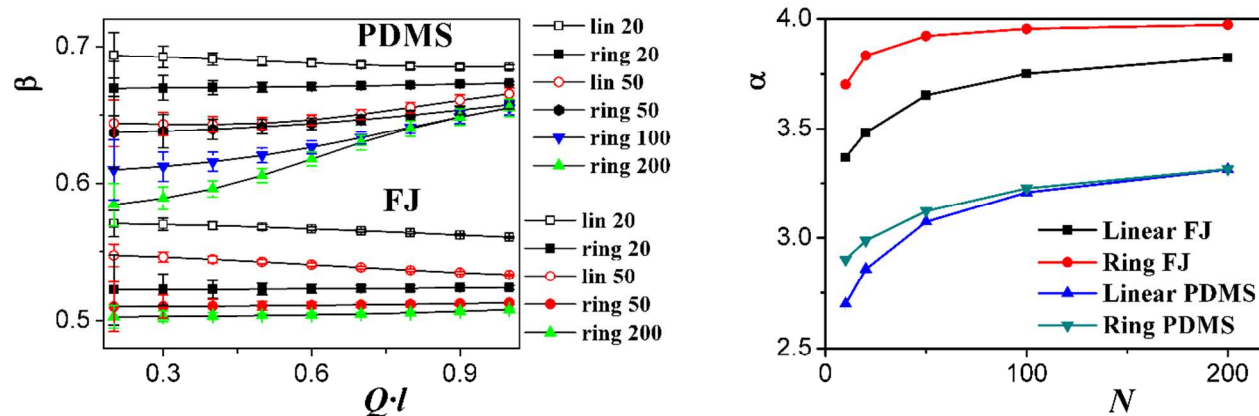 PDMS
FJ
β
0.7
0.6
0.5
0.3
0.6
0.9
Q·l
lin 20
ring 20
lin 50
ring 50
ring 100
ring 200
lin 20
ring 20
lin 50
ring 50
ring 200
α
4.0
3.5
3.0
2.5
0
100
200
N
Linear FJ
Ring FJ
Linear PDMS
Ring PDMS